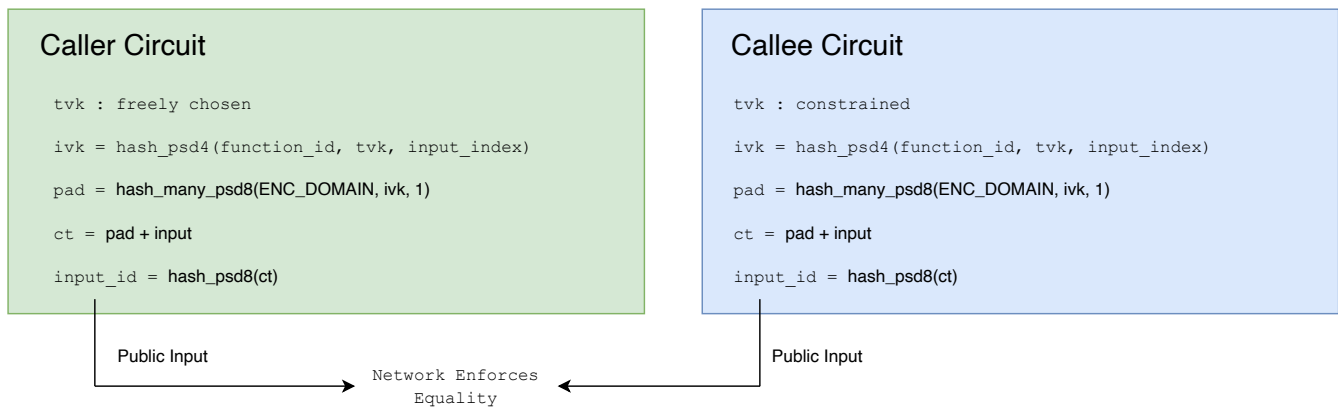 Caller Circuit
tvk : freely chosen
ivk = hash_psd4(function_id, tvk, input_index)
pad = hash_many_psd8(ENC_DOMAIN, ivk, 1)
ct = pad + input
input_id = hash_psd8(ct)
Callee Circuit
tvk : constrained
ivk = hash_psd4(function_id, tvk, input_index)
pad = hash_many_psd8(ENC_DOMAIN, ivk, 1)
ct = pad + input
input_id = hash_psd8(ct)
Public Input
Public Input
Network Enforces
Equality